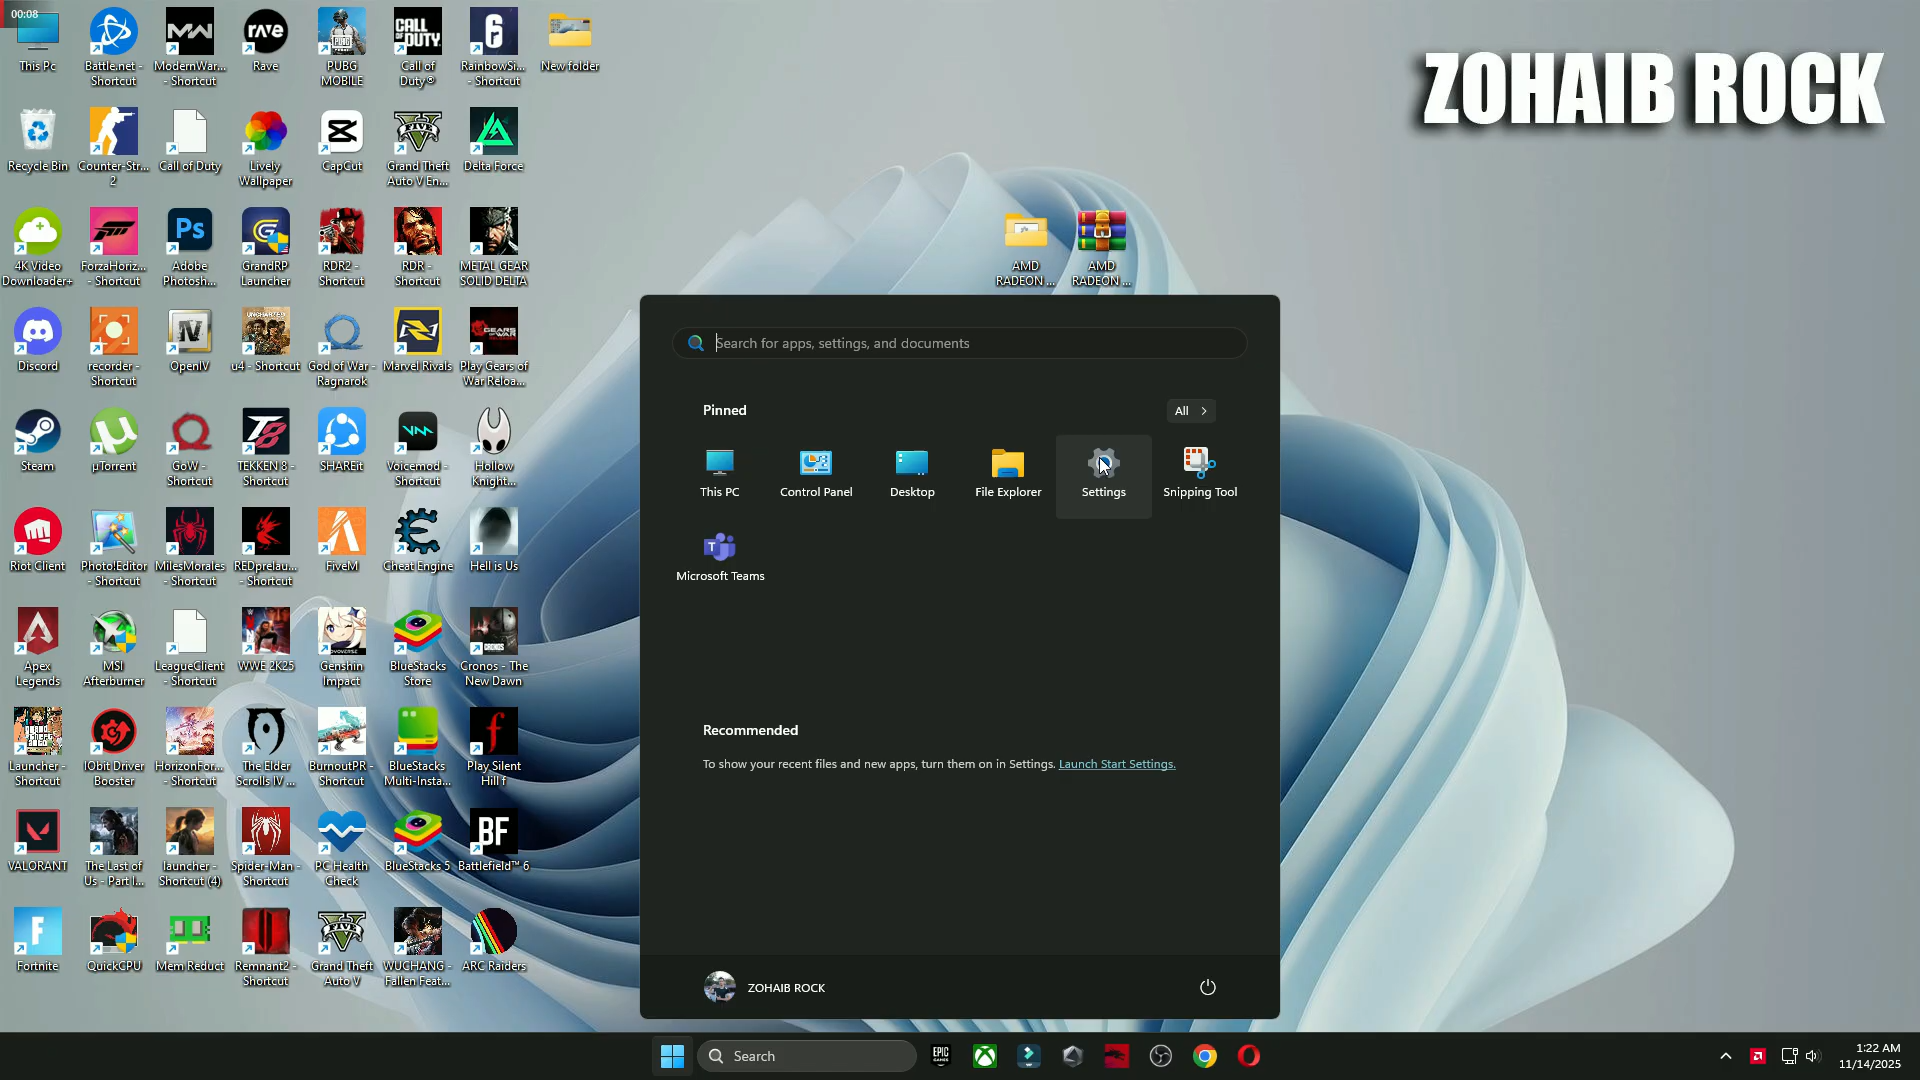 00:08
This Pc
Battle.net -
Shortcut
ModernWar...
- Shortcut
Rave
PUBG
MOBILE
CALL OF DUTY
Call of
Duty®
6
RainbowSi...
- Shortcut
New folder
ZOHAIB ROCK
Recycle Bin
Counter-Str...
2
Call of Duty
Lively
Wallpaper
CapCut
Grand Theft
Auto V En...
Delta Force
4K Video
Downloader+
ForzaHoriz...
- Shortcut
Ps
Adobe
Photosh...
GrandRP
Launcher
RDR2 -
Shortcut
RDR -
Shortcut
METAL GEAR
SOLID DELTA
AMD
RADEON ...
AMD
RADEON ...
Discord
recorder -
Shortcut
IV
OpenIV
u4 - Shortcut
God of War -
Ragnarok
Marvel Rivals
Play Gears of
War Reloa...
Steam
µTorrent
GoW -
Shortcut
TEKKEN 8 -
Shortcut
SHAREit
Voicemod -
Shortcut
Hollow
Knight...
Riot Client
Photo!Editor
- Shortcut
MilesMorales
- Shortcut
REDprelau...
- Shortcut
FiveM
Cheat Engine
Hell is Us
Apex
Legends
MSI
Afterburner
LeagueClient
- Shortcut
WWE 2K25
Genshin
Impact
BlueStacks
Store
Cronos - The
New Dawn
Launcher -
Shortcut
IObit Driver
Booster
HorizonFor...
- Shortcut
The Elder
Scrolls IV ...
BurnoutPR -
Shortcut
BlueStacks
Multi-Insta...
Play Silent
Hill f
VALORANT
The Last of
Us - Part I...
launcher -
Shortcut (4)
Spider-Man -
Shortcut
PC Health
Check
BlueStacks 5
BF
Battlefield™ 6
Fortnite
QuickCPU
Mem Reduct
Remnant2 -
Shortcut
FIVE
Grand Theft
Auto V
WUCHANG -
Fallen Feat...
ARC Raiders
Search for apps, settings, and documents
Pinned
All
This PC
Control Panel
Desktop
File Explorer
Settings
Snipping Tool
Microsoft Teams
Recommended
To show your recent files and new apps, turn them on in Settings. Launch Start Settings.
ZOHAIB ROCK
Search
EPIC
GAMES
1:22 AM
11/14/2025